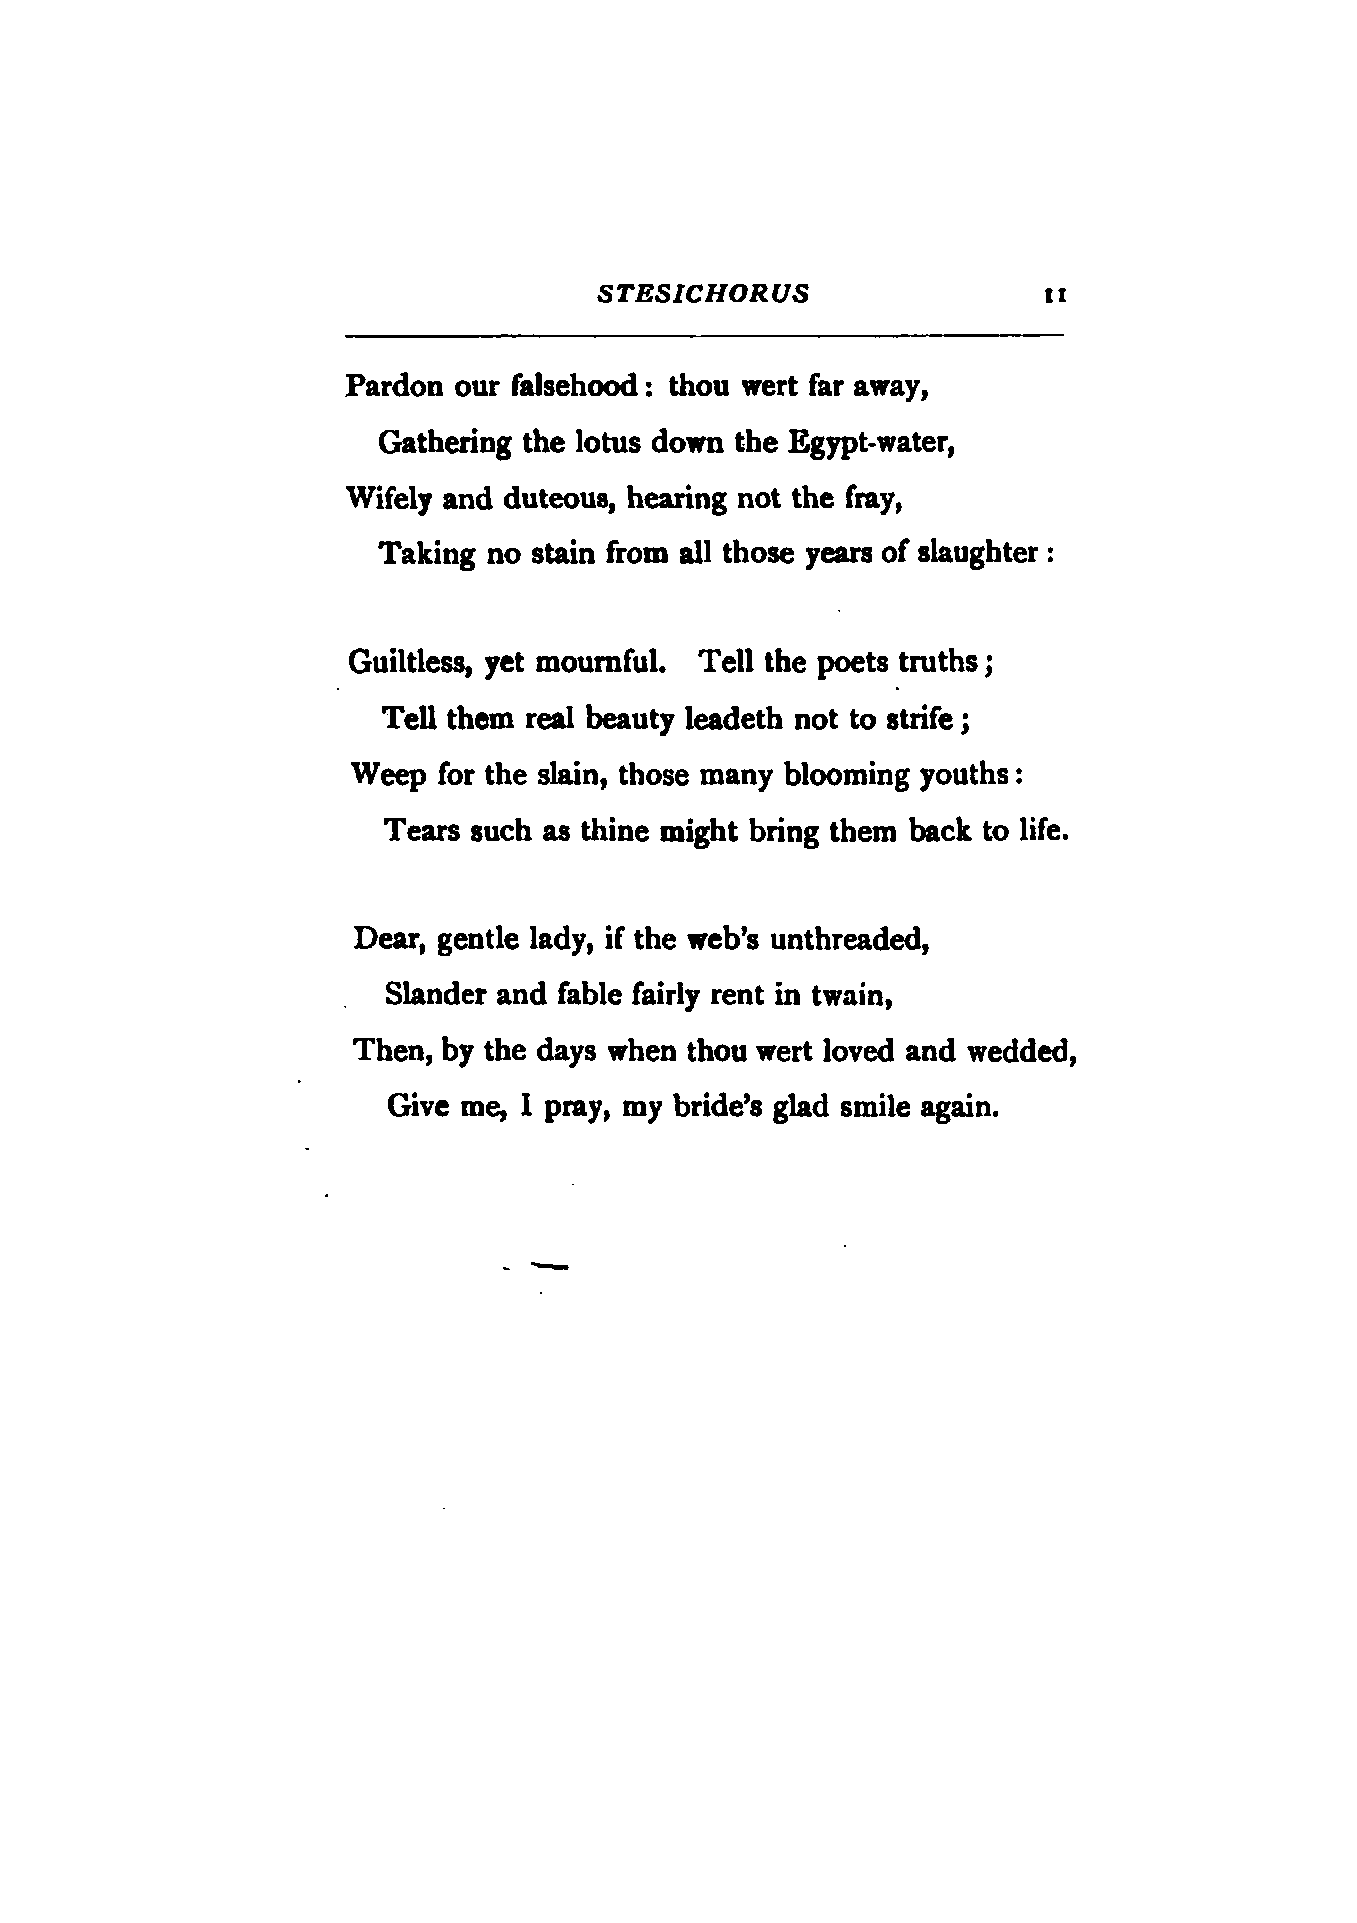 STESICHORUS 11
Pardon our falsehood : thou wert far away,
Gathering the lotus down the Egypt-water,
Wifely and duteous, hearing not the fray,
Taking no stain from all those years of slaughter :
Guiltless, yet mournful. Tell the poets truths ;
Tell them real beauty leadeth not to strife ;
Weep for the slain, those many blooming youths :
Tears such as thine might bring them back to life.
Dear, gentle lady, if the web's unthreaded,
Slander and fable fairly rent in twain,
Then, by the days when thou wert loved and wedded,
Give me, I pray, my bride's glad smile again.